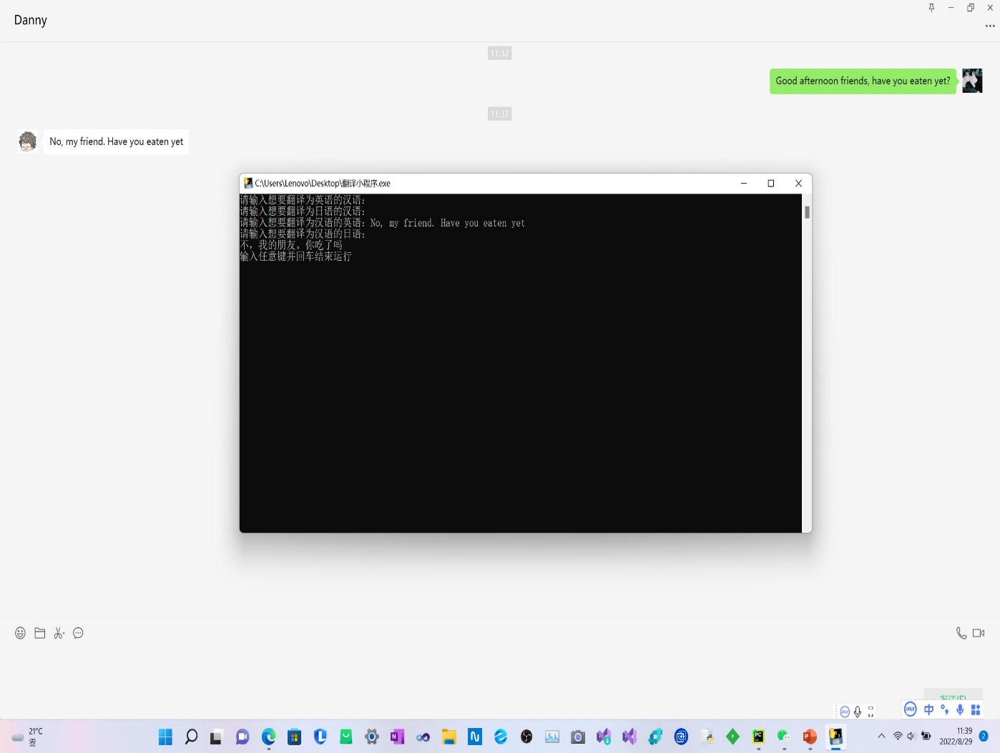 Danny
11:32
Good afternoon friends, have you eaten yet?
11:37
No, my friend. Have you eaten yet
C:\Users\Lenovo\Desktop\翻译小程序.exe
请输入想要翻译为英语的汉语:
请输入想要翻译为日语的汉语:
请输入想要翻译为汉语的英语: No, my friend. Have you eaten yet
请输入想要翻译为汉语的日语:
不，我的朋友。你吃了吗
输入任意键并回车结束运行
发送(S)
iFLY
iFLY 中
21°C
雾
11:39
2022/8/29
2